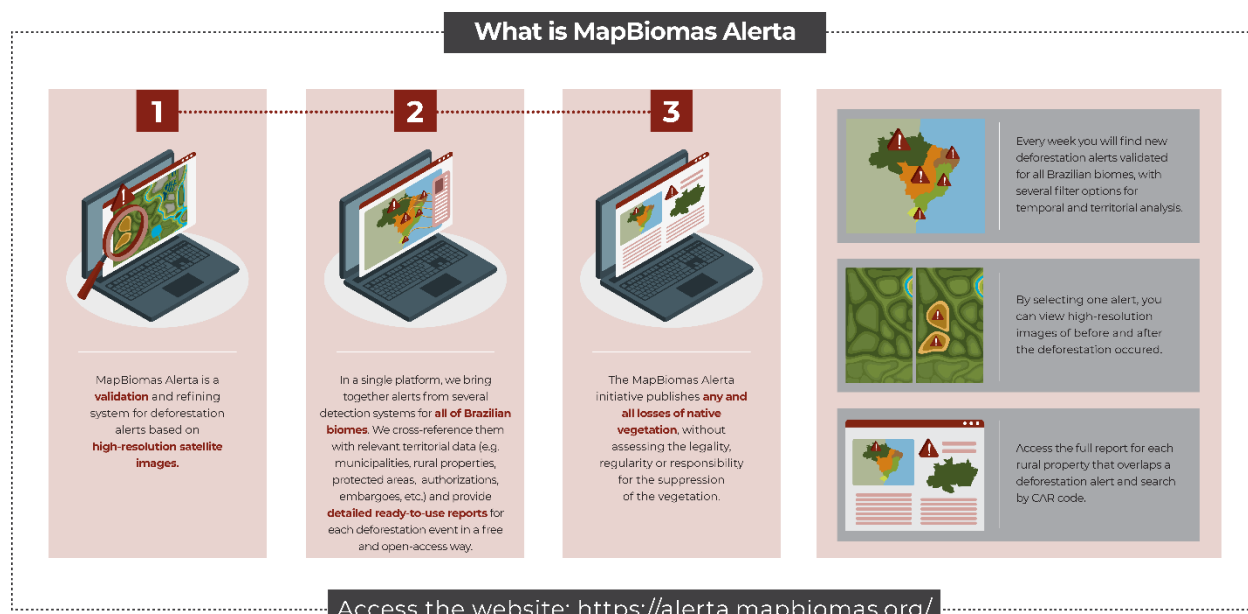 What is MapBiomas Alerta
1
MapBiomas Alerta is a
validation and refining
system for deforestation
alerts based on
high-resolution satellite
images.
2
In a single platform, we bring
together alerts from several
detection systems for all of Brazilian
biomes. We cross-reference them
with relevant territorial data (e.g.
municipalities, rural properties,
protected areas, authorizations,
embargoes, etc.) and provide
detailed ready-to-use reports for
each deforestation event in a free
and open-access way.
3
The MapBiomas Alerta
initiative publishes any and
all losses of native
vegetation, without
assessing the legality,
regularity or responsibility
for the suppression
of the vegetation.
Every week you will find new
deforestation alerts validated
for all Brazilian biomes, with
several filter options for
temporal and territorial analysis.
By selecting one alert, you
can view high-resolution
images of before and after
the deforestation occured.
Access the full report for each
rural property that overlaps a
deforestation alert and search
by CAR code.
Access the website: https://alerta.mapbiomas.org/